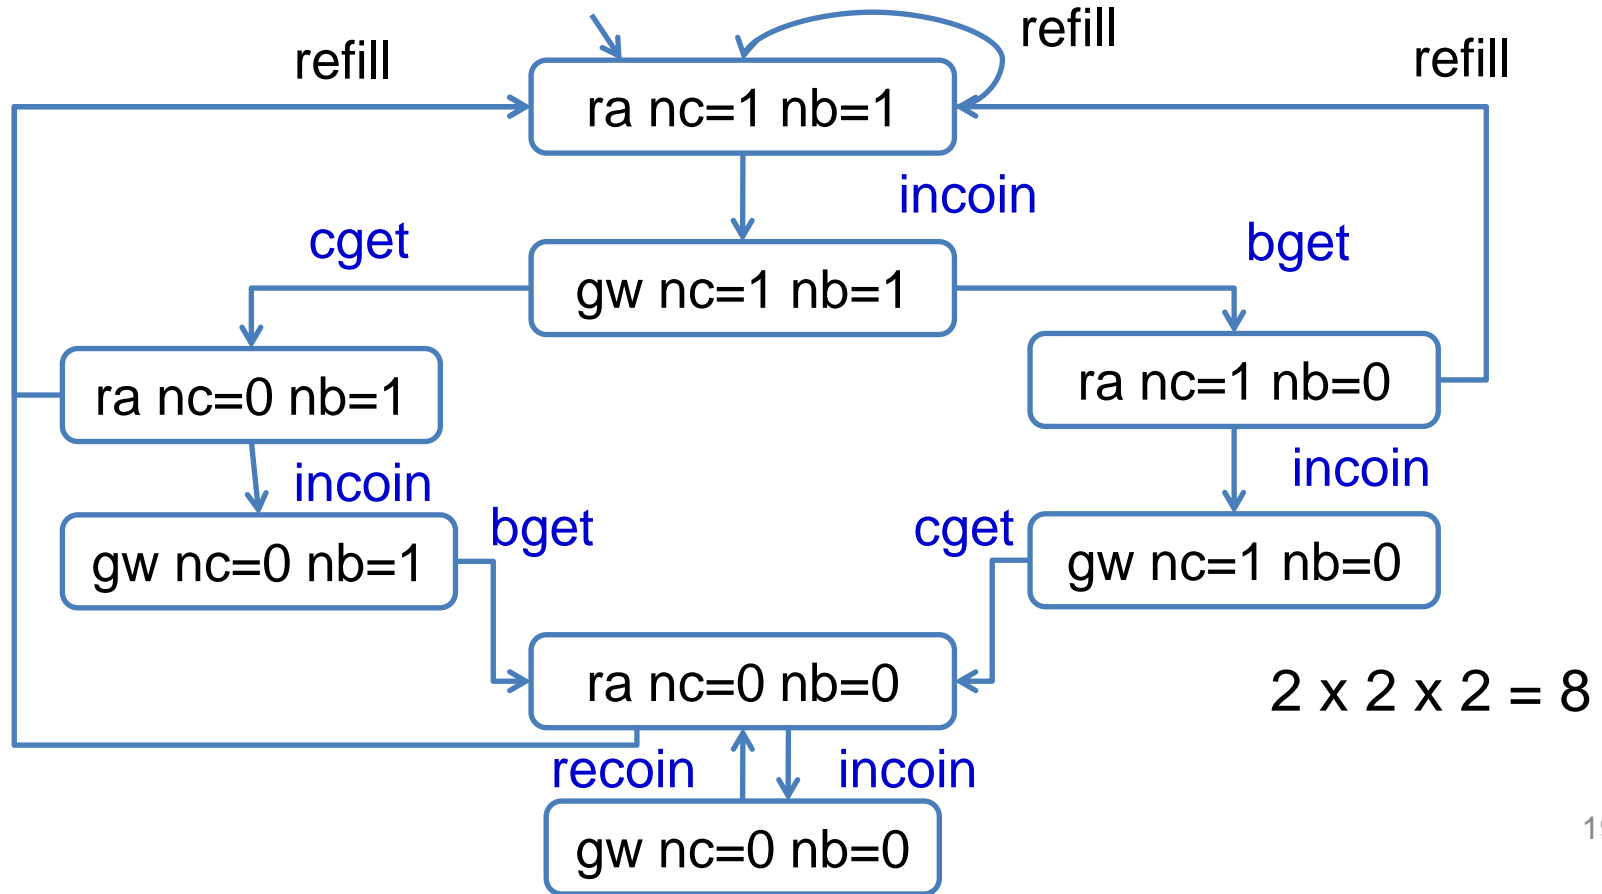 refill
refill
refill
ra nc=1 nb=1
incoin
cget
bget
gw nc=1 nb=1
ra nc=0 nb=1
ra nc=1 nb=0
incoin
incoin
bget
cget
gw nc=0 nb=1
gw nc=1 nb=0
ra nc=0 nb=0
2 x 2 x 2 = 8
recoin
incoin
gw nc=0 nb=0